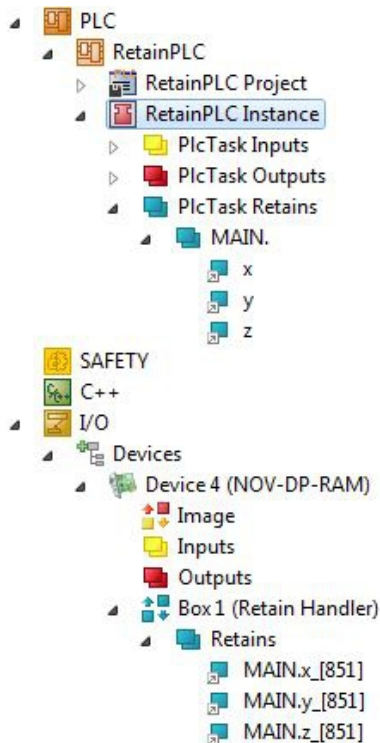 PLC
RetainPLC
RetainPLC Project
RetainPLC Instance
PlcTask Inputs
PlcTask Outputs
PlcTask Retains
MAIN.
x
y
z
SAFETY
C++
I/O
Devices
Device 4 (NOV-DP-RAM)
Image
Inputs
Outputs
Box 1 (Retain Handler)
Retains
MAIN.x_[851]
MAIN.y_[851]
MAIN.z_[851]